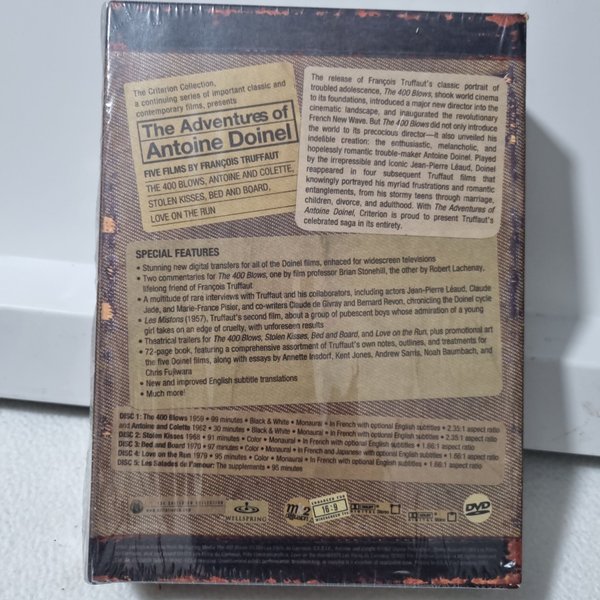 The Criterion Collection,
a continuing series of important classic and
contemporary films, presents
The Adventures of
Antoine Doinel
FIVE FILMS BY FRANÇOIS TRUFFAUT
THE 400 BLOWS, ANTOINE AND COLETTE,
STOLEN KISSES, BED AND BOARD,
LOVE ON THE RUN
The release of François Truffaut's classic portrait of
troubled adolescence, The 400 Blows, shook world cinema
to its foundations, introduced a major new director into the
cinematic landscape, and inaugurated the revolutionary
French New Wave. But The 400 Blows did not only introduce
the world to its precocious director—it also unveiled his
indelible creation: the enthusiastic, melancholic, and
hopelessly romantic trouble-maker Antoine Doinel. Played
by the irrepressible and iconic Jean-Pierre Léaud, Doinel
reappeared in four subsequent Truffaut films that
knowingly portrayed his myriad frustrations and romantic
entanglements, from his stormy teens through marriage,
children, divorce, and adulthood. With The Adventures of
Antoine Doinel, Criterion is proud to present Truffaut's
celebrated saga in its entirety.
SPECIAL FEATURES
• Stunning new digital transfers for all of the Doinel films, enhaced for widescreen televisions
• Two commentaries for The 400 Blows, one by film professor Brian Stonehill, the other by Robert Lachenay,
lifelong friend of François Truffaut
• A multitude of rare interviews with Truffaut and his collaborators, including actors Jean-Pierre Léaud, Claude
Jade, and Marie-France Pisier, and co-writers Claude de Givray and Bernard Revon, chronicling the Doinel cycle
• Les Mistons (1957), Truffaut's second film, about a group of pubescent boys whose admiration of a young
girl takes on an edge of cruelty, with unforeseen results
• Theatrical trailers for The 400 Blows, Stolen Kisses, Bed and Board, and Love on the Run, plus promotional art
• 72-page book, featuring a comprehensive assortment of Truffaut's own notes, outlines, and treatments for
the five Doinel films, along with essays by Annette Insdorf, Kent Jones, Andrew Sarris, Noah Baumbach, and
Chris Fujiwara
• New and improved English subtitle translations
• Much more!
DISC 1: The 400 Blows 1959 • 99 minutes • Black & White • Monaural • In French with optional English subtitles • 2.35:1 aspect ratio
and Antoine and Colette 1962 • 30 minutes • Black & White • Monaural • In French with optional English subtitles • 2.35:1 aspect ratio
DISC 2: Stolen Kisses 1968 • 91 minutes • Color • Monaural • In French with optional English subtitles • 1.66:1 aspect ratio
DISC 3: Bed and Board 1970 • 97 minutes • Color • Monaural • In French and Japanese with optional English subtitles • 1.66:1 aspect ratio
DISC 4: Love on the Run 1979 • 95 minutes • Color • Monaural • In French with optional English subtitles • 1.66:1 aspect ratio
DISC 5: Les Salades de l'amour: The supplements • 95 minutes
THE CRITERION COLLECTION
WELLSPRING
mk2
ENHANCED FOR
16:9
WIDESCREEN TVs
DVD